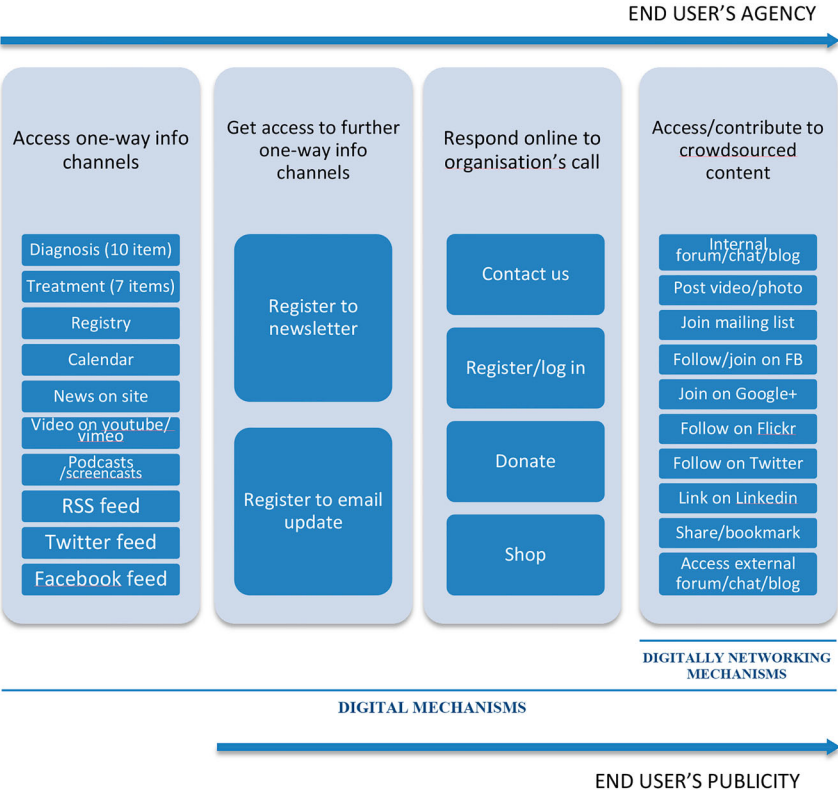 END USER'S AGENCY
Access one-way info
channels
Diagnosis (10 item)
Treatment (7 items)
Registry
Calendar
News on site
Video on youtube/
vimeo
Podcasts
/screencasts
RSS feed
Twitter feed
Facebook feed
Get access to further
one-way info
channels
Register to
newsletter
Register to email
update
Respond online to
organisation's call
Contact us
Register/log in
Donate
Shop
Access/contribute to
crowdsourced
content
Internal
forum/chat/blog
Post video/photo
Join mailing list
Follow/join on FB
Join on Google+
Follow on Flickr
Follow on Twitter
Link on Linkedin
Share/bookmark
Access external
forum/chat/blog
DIGITALLY NETWORKING
MECHANISMS
DIGITAL MECHANISMS
END USER'S PUBLICITY